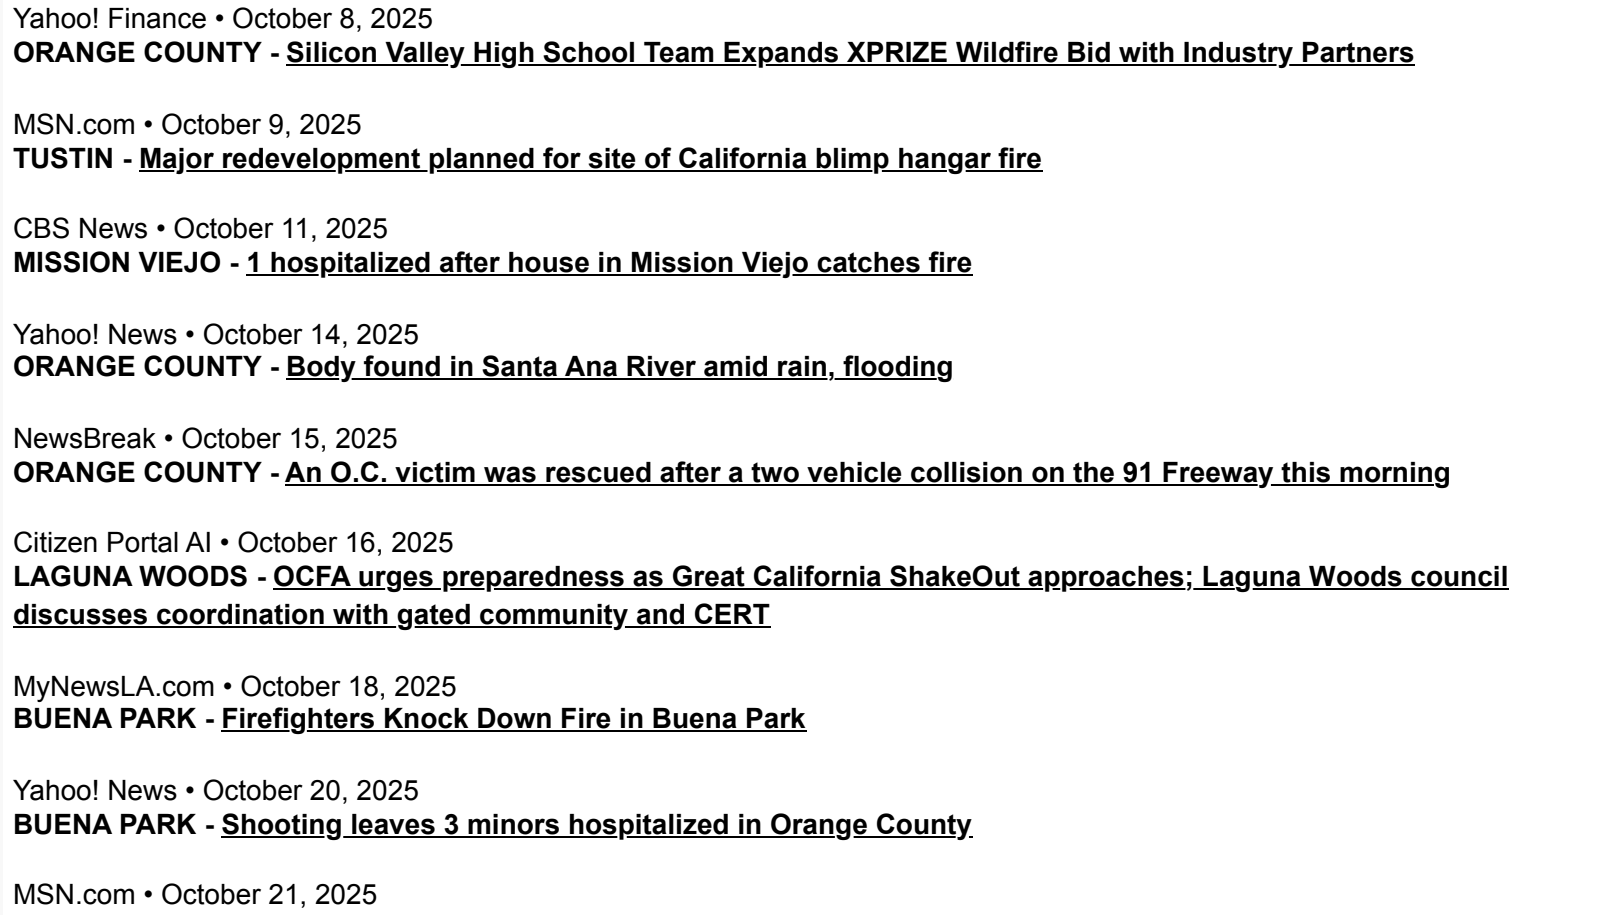 Yahoo! Finance • October 8, 2025
ORANGE COUNTY - Silicon Valley High School Team Expands XPRIZE Wildfire Bid with Industry Partners
MSN.com • October 9, 2025
TUSTIN - Major redevelopment planned for site of California blimp hangar fire
CBS News • October 11, 2025
MISSION VIEJO - 1 hospitalized after house in Mission Viejo catches fire
Yahoo! News • October 14, 2025
ORANGE COUNTY - Body found in Santa Ana River amid rain, flooding
NewsBreak • October 15, 2025
ORANGE COUNTY - An O.C. victim was rescued after a two vehicle collision on the 91 Freeway this morning
Citizen Portal AI • October 16, 2025
LAGUNA WOODS - OCFA urges preparedness as Great California ShakeOut approaches; Laguna Woods council
discusses coordination with gated community and CERT
MyNewsLA.com • October 18, 2025
BUENA PARK - Firefighters Knock Down Fire in Buena Park
Yahoo! News • October 20, 2025
BUENA PARK - Shooting leaves 3 minors hospitalized in Orange County
MSN.com • October 21, 2025